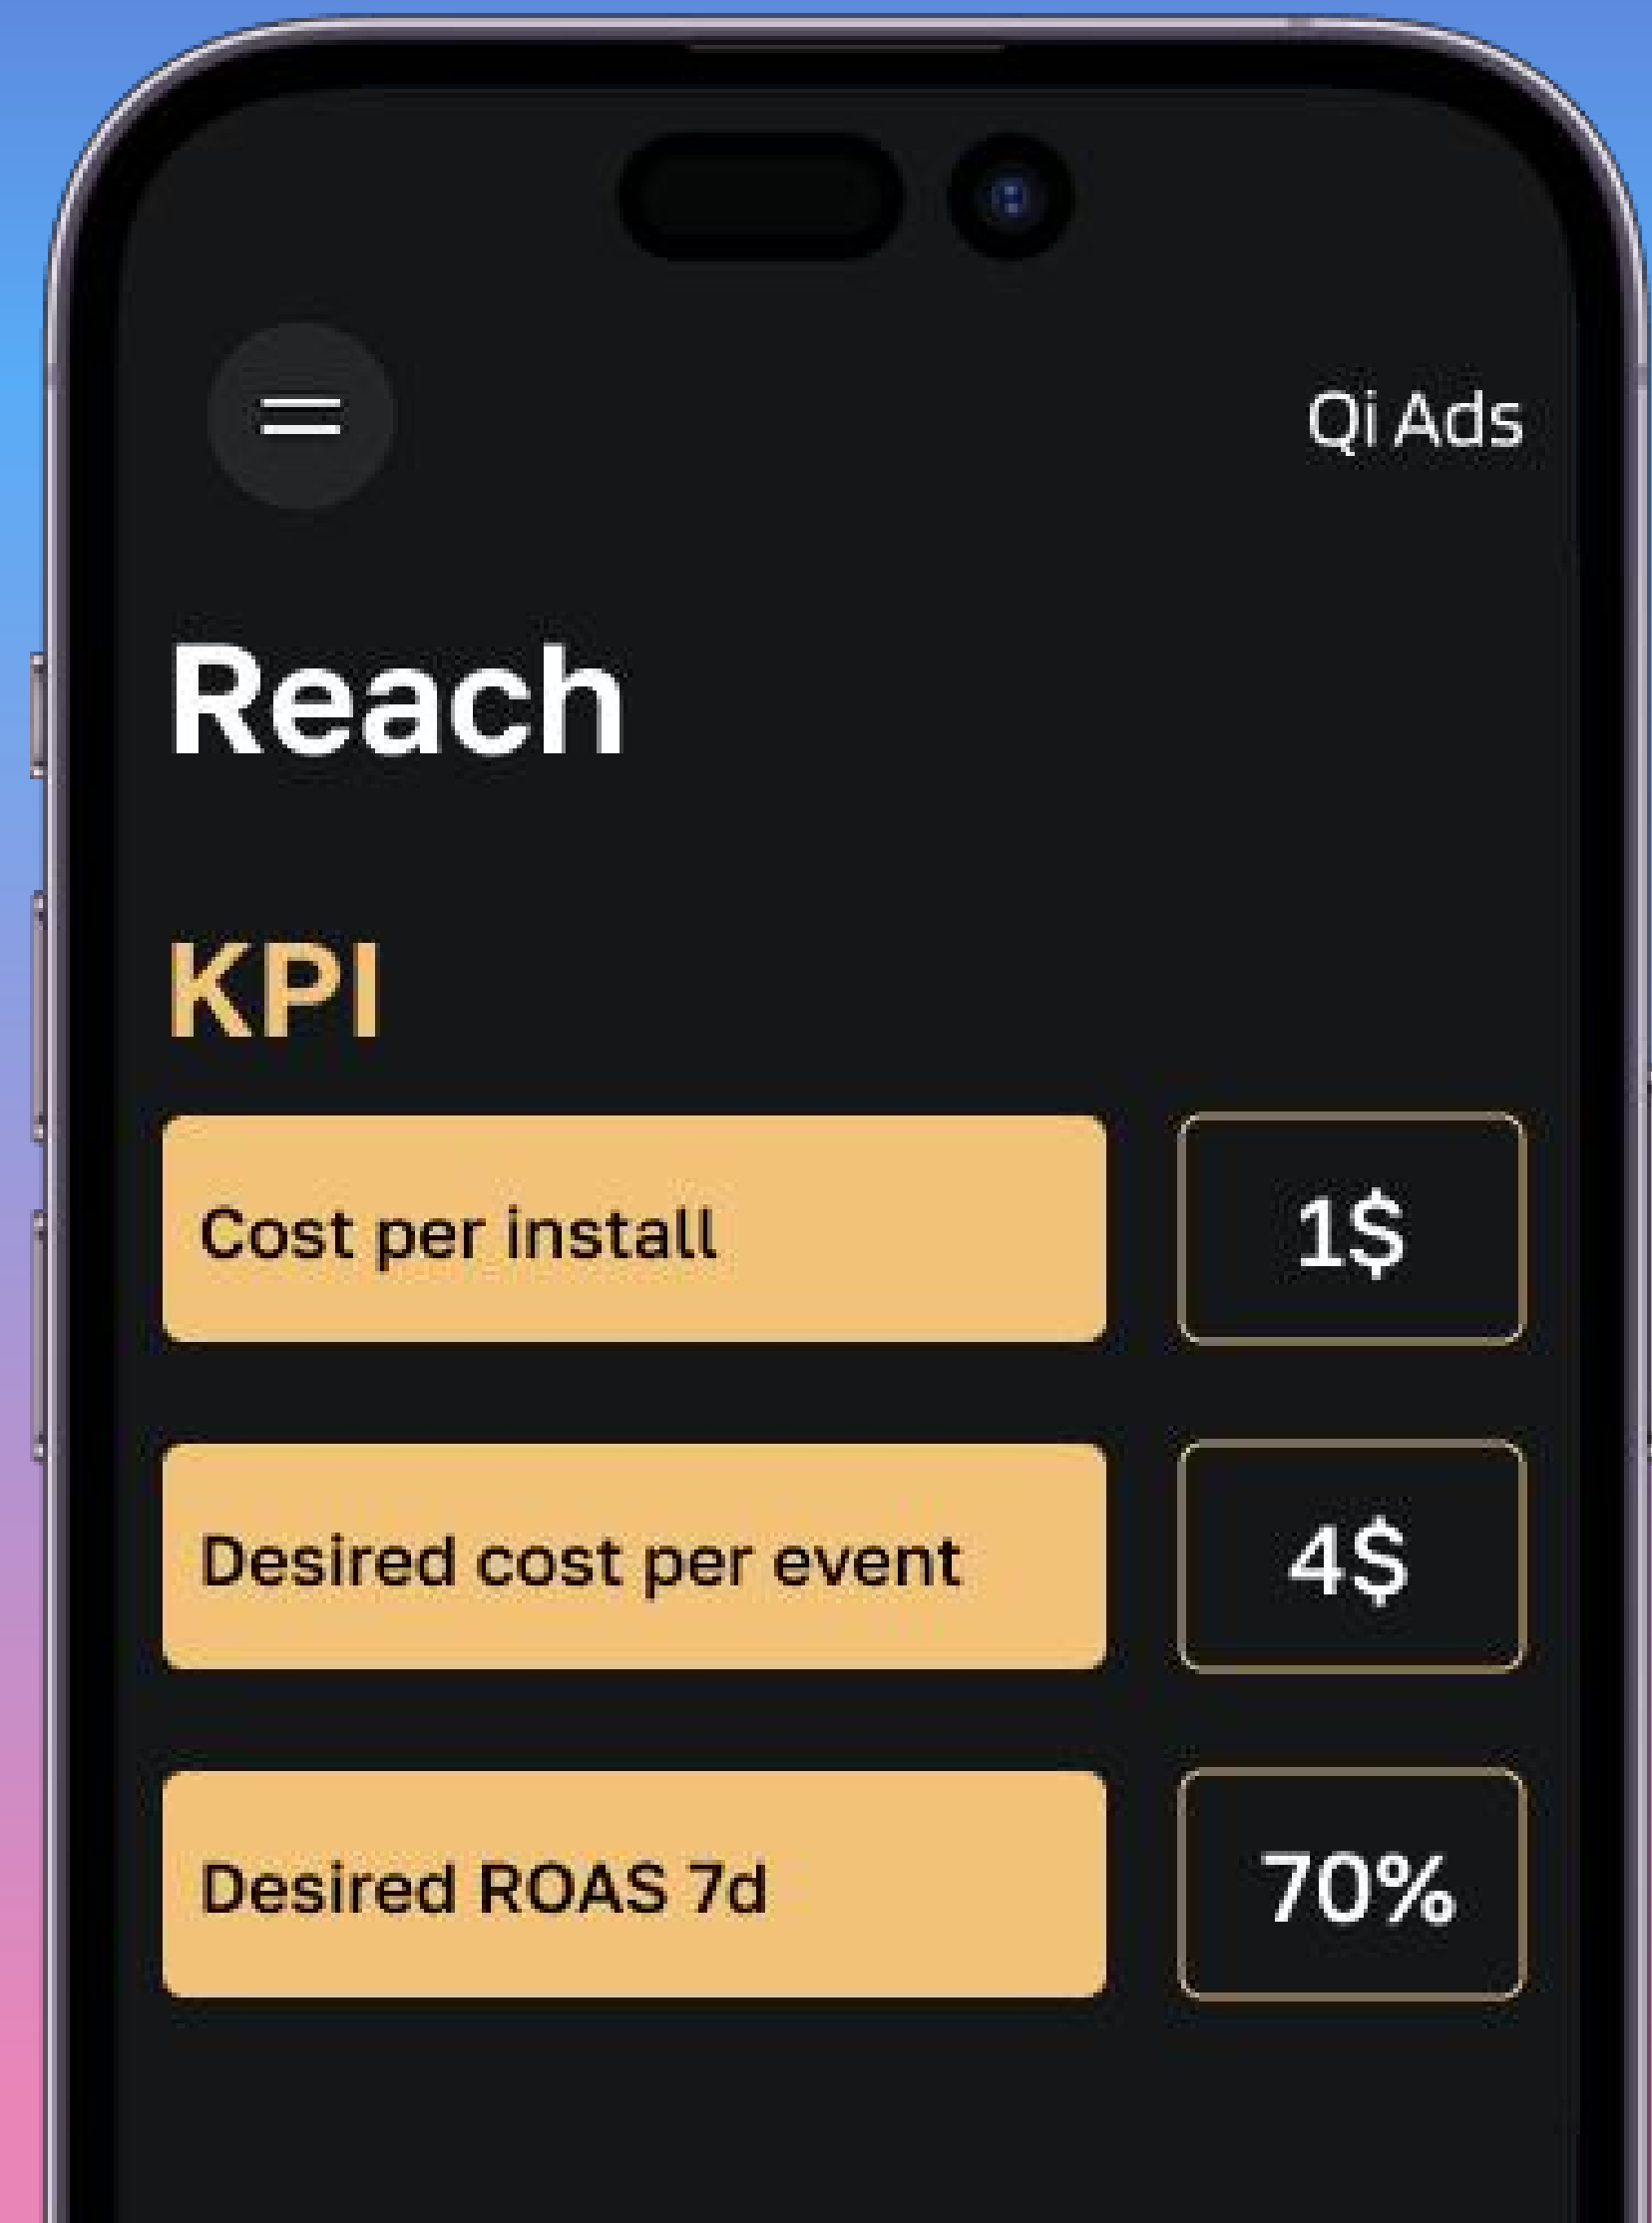 Qi Ads
Reach
KPI
Cost per install
1$
Desired cost per event
4$
Desired ROAS 7d
70%